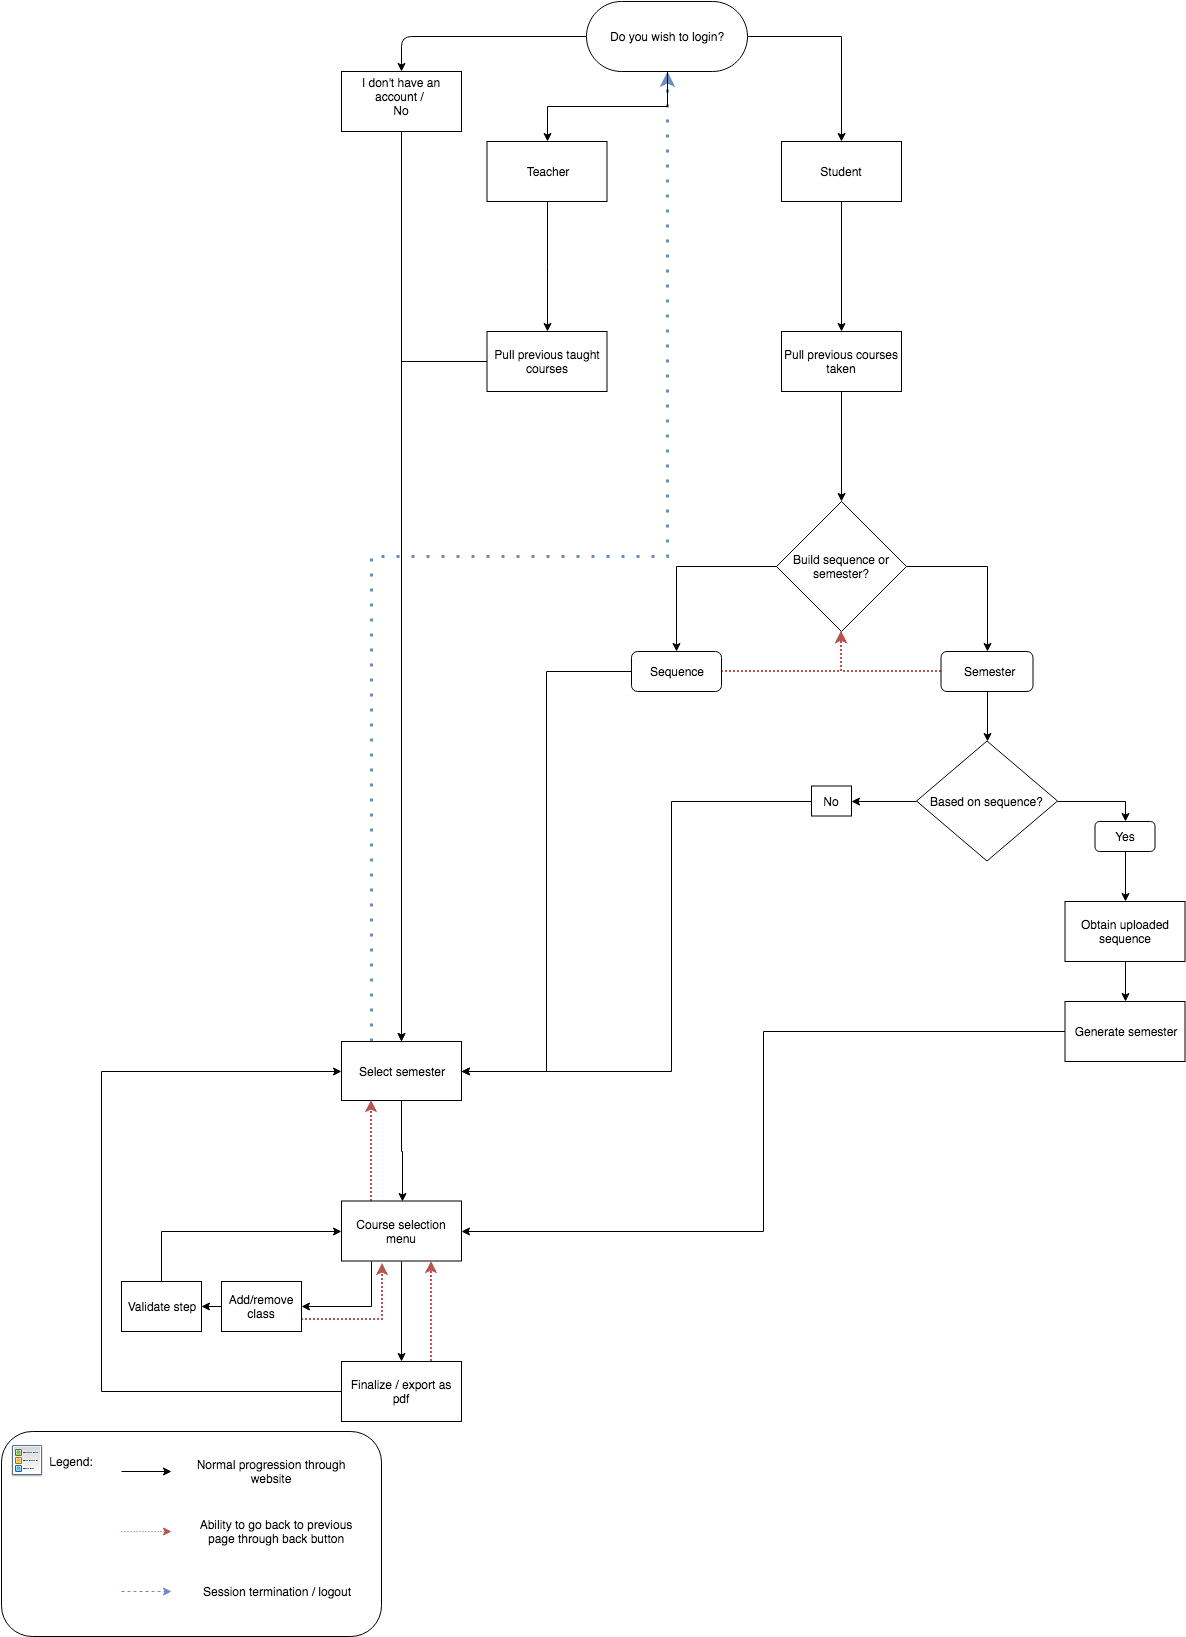 Do you wish to login?
I don't have an
account /
No
Teacher
Student
Pull previous taught
courses
Pull previous courses
taken
Build sequence or
semester?
Sequence
Semester
No
Based on sequence?
Yes
Obtain uploaded
sequence
Generate semester
Select semester
Course selection
menu
Validate step
Add/remove
class
Finalize / export as
pdf
Legend:
Normal progression through
website
Ability to go back to previous
page through back button
Session termination / logout